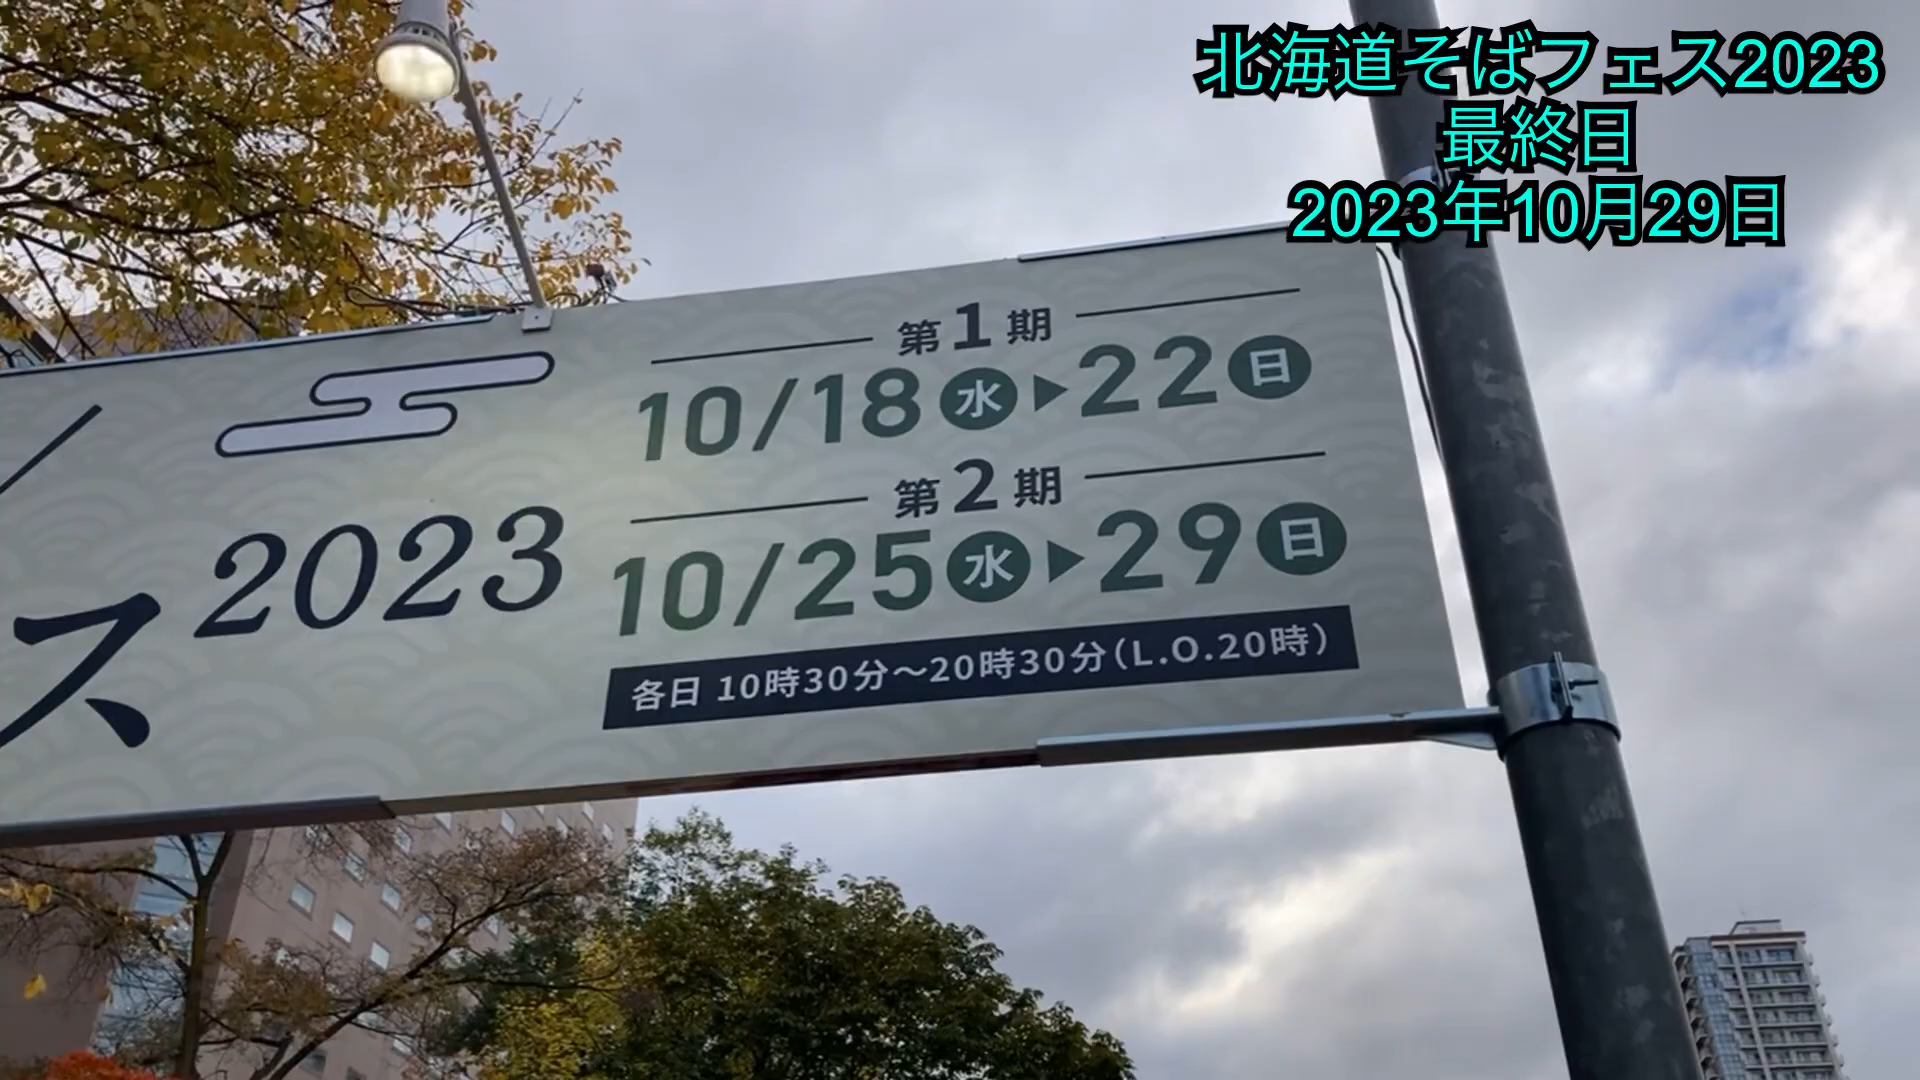 北海道そばフェス2023
最終日
2023年10月29日
第1期
10/18水▶22日
第2期
10/25水▶29日
ス2023
各日 10時30分〜20時30分(L.O.20時)